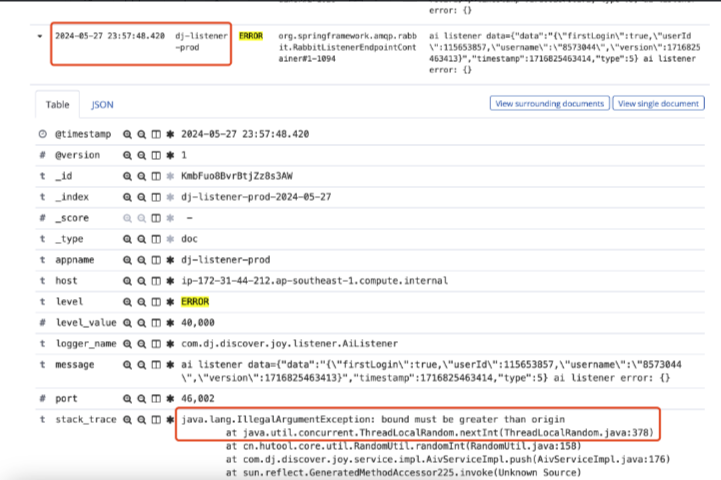 error: {}
2024-05-27 23:57:48.420 dj-listener ERROR org.springframework.amqp.rabb ai listener data={"data":"{\"firstLogin\":true,\"userId
-prod it.RabbitListenerEndpointCont \":115653857,\"username\":\"8573044\",\"version\":1716825
ainer#1-1094 463413}","timestamp":1716825463414,"type":5} ai listener
error: {}
Table JSON View surrounding documents View single document
@timestamp 2024-05-27 23:57:48.420
# @version 1
t _id KmbFuo8BvrBtjZz8s3AW
t _index dj-listener-prod-2024-05-27
# _score -
t _type doc
t appname dj-listener-prod
t host ip-172-31-44-212.ap-southeast-1.compute.internal
t level ERROR
# level_value 40,000
t logger_name com.dj.discover.joy.listener.AiListener
t message ai listener data={"data":"{\"firstLogin\":true,\"userId\":115653857,\"username\":\"8573044
\",\"version\":1716825463413}","timestamp":1716825463414,"type":5} ai listener error: {}
# port 46,002
t stack_trace java.lang.IllegalArgumentException: bound must be greater than origin
at java.util.concurrent.ThreadLocalRandom.nextInt(ThreadLocalRandom.java:378)
at cn.hutool.core.util.RandomUtil.randomInt(RandomUtil.java:158)
at com.dj.discover.joy.service.impl.AivServiceImpl.push(AivServiceImpl.java:176)
at sun.reflect.GeneratedMethodAccessor225.invoke(Unknown Source)